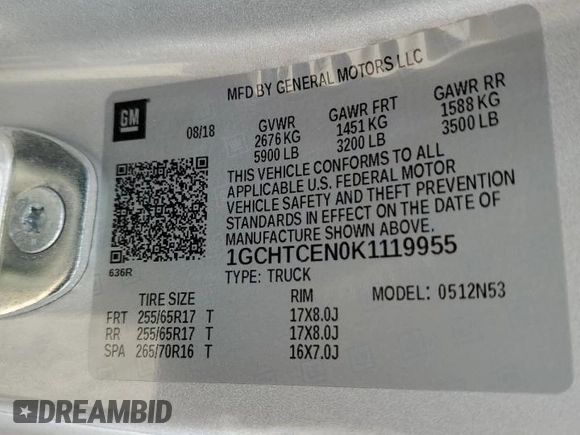 MFD BY GENERAL MOTORS LLC
GM
08/18
GVWR
2676 KG
5900 LB
GAWR FRT
1451 KG
3200 LB
GAWR RR
1588 KG
3500 LB
THIS VEHICLE CONFORMS TO ALL
APPLICABLE U.S. FEDERAL MOTOR
VEHICLE SAFETY AND THEFT PREVENTION
STANDARDS IN EFFECT ON THE DATE OF
MANUFACTURE SHOWN ABOVE.
636R
1GCHTCEN0K1119955
TYPE: TRUCK
MODEL: 0512N53
TIRE SIZE RIM
FRT 255/65R17 T 17X8.0J
RR 255/65R17 T 17X8.0J
SPA 265/70R16 T 16X7.0J
DREAMBID